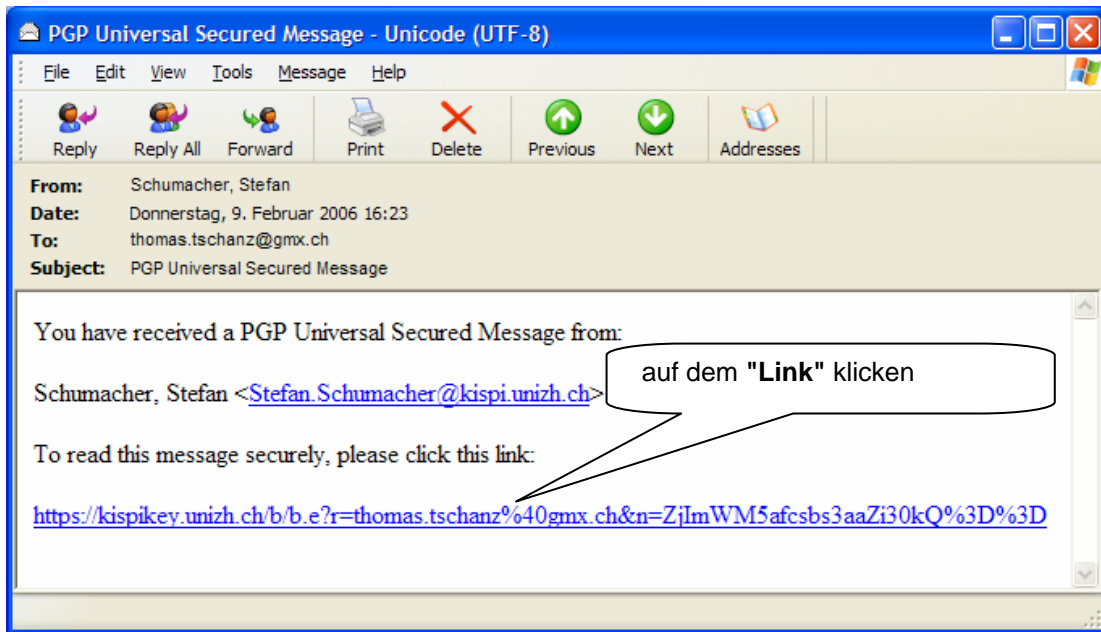 PGP Universal Secured Message - Unicode (UTF-8)
File Edit View Tools Message Help
Reply Reply All Forward Print Delete Previous Next Addresses
From: Schumacher, Stefan
Date: Donnerstag, 9. Februar 2006 16:23
To: thomas.tschanz@gmx.ch
Subject: PGP Universal Secured Message
You have received a PGP Universal Secured Message from:
auf dem "Link" klicken
Schumacher, Stefan <Stefan.Schumacher@kispi.unizh.ch>
To read this message securely, please click this link:
https://kispikey.unizh.ch/b/b.e?r=thomas.tschanz%40gmx.ch&n=ZjImWM5afcsbs3aaZi30kQ%3D%3D